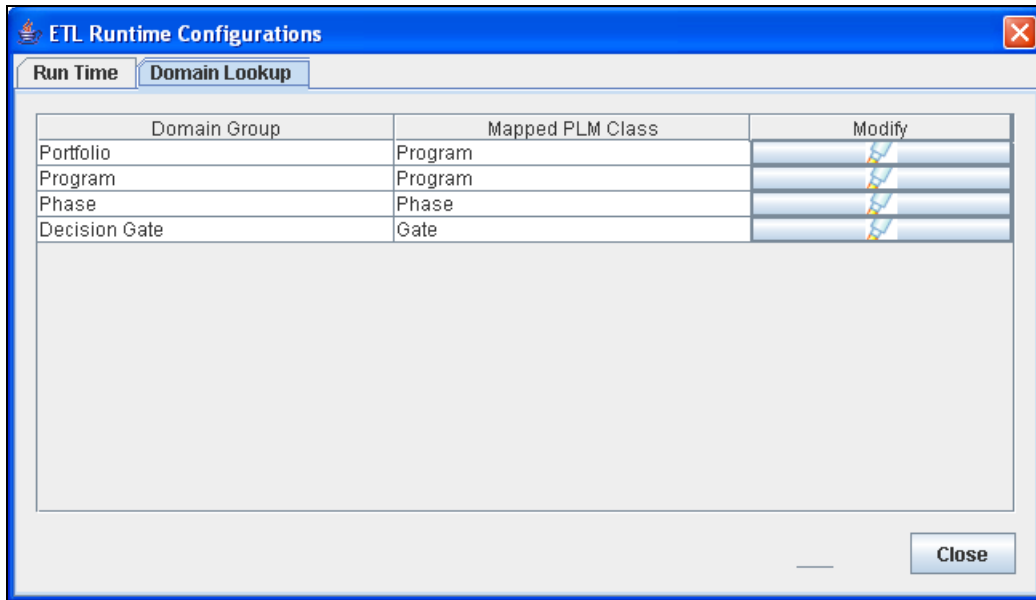 ETL Runtime Configurations
Run Time Domain Lookup
Domain Group Mapped PLM Class Modify
Portfolio Program
Program Program
Phase Phase
Decision Gate Gate
Close